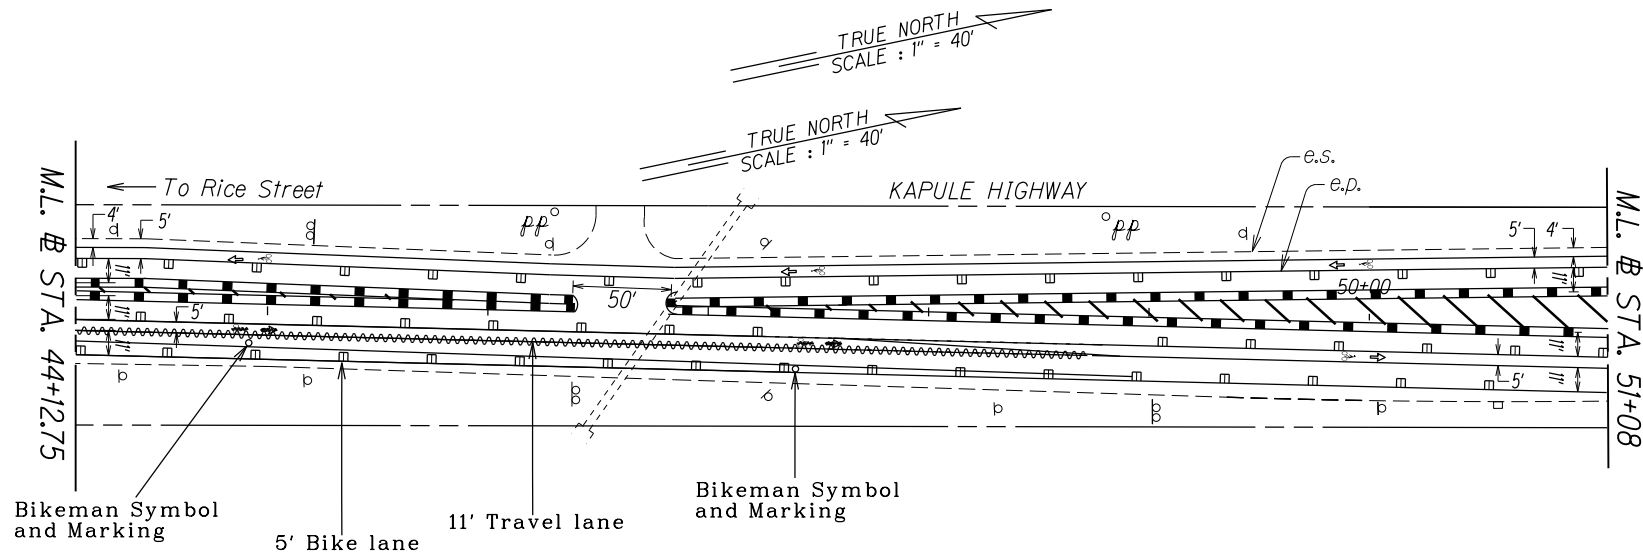 TRUE NORTH
SCALE : 1" = 40'
TRUE NORTH
SCALE : 1" = 40'
e.s.
e.p.
To Rice Street
KAPULE HIGHWAY
M.L. ℄ STA. 44+12.75
M.L. ℄ STA. 51+08
4'
5'
pp
pp
5'
4'
11'
11'
50'
50+00
5'
11'
11'
11'
5'
Bikeman Symbol
and Marking
5' Bike lane
11' Travel lane
Bikeman Symbol
and Marking